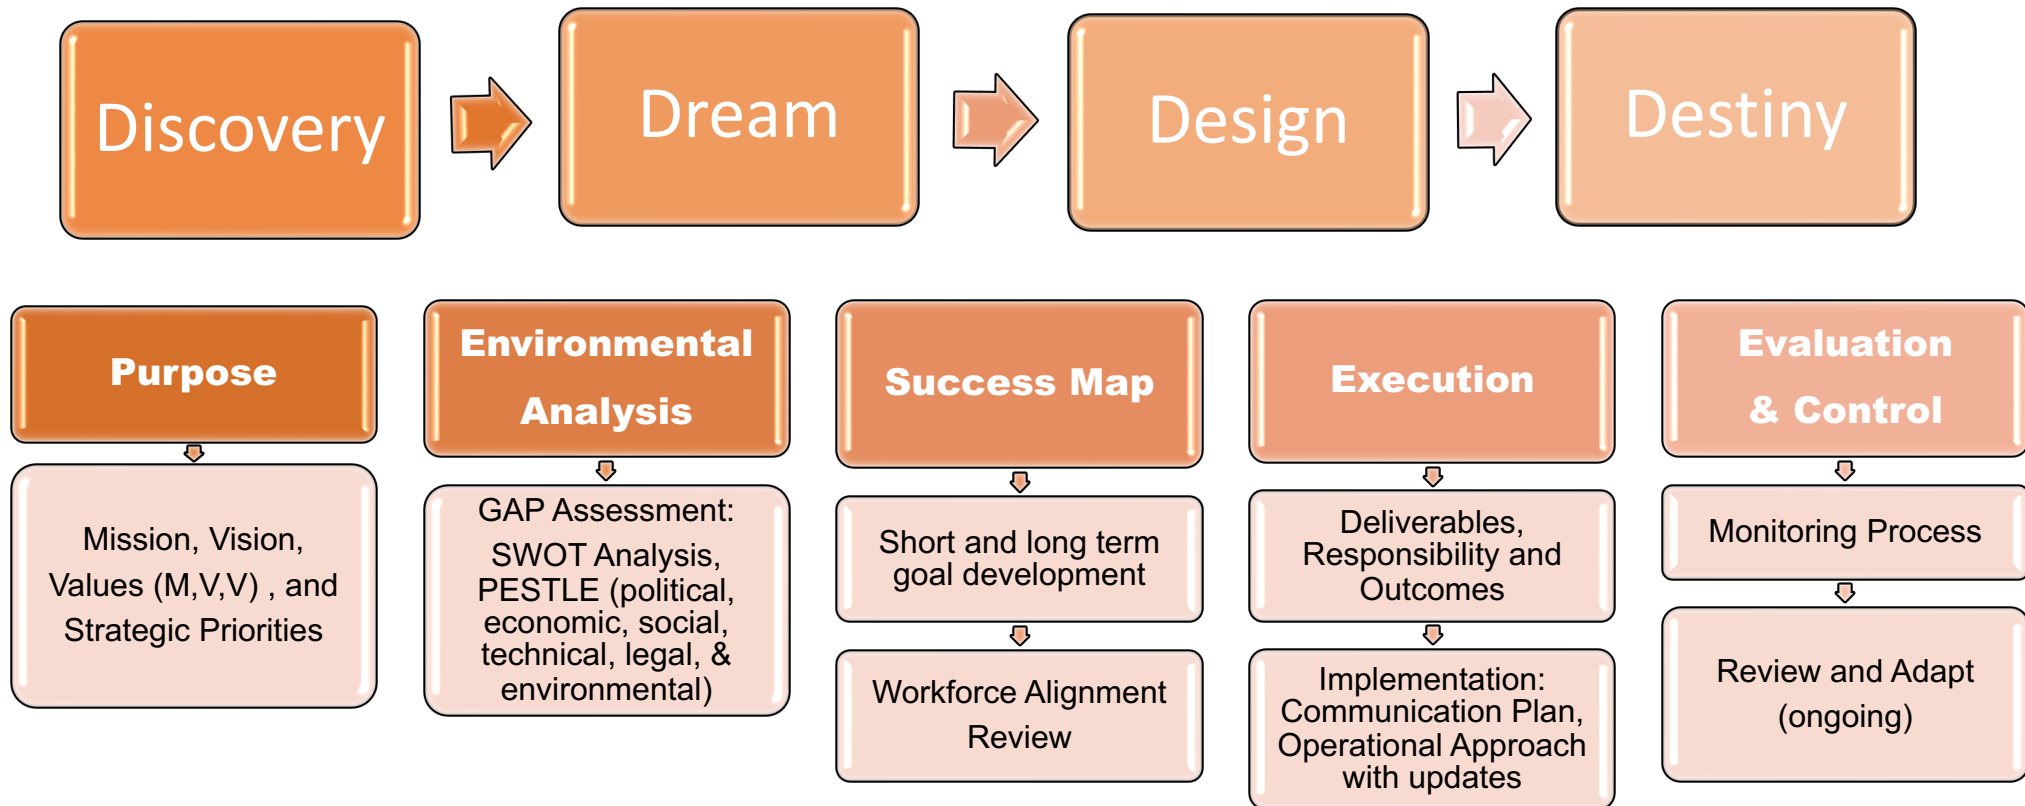 Discovery
Dream
Design
Destiny
Purpose
Mission, Vision,
Values (M,V,V) , and
Strategic Priorities
Environmental
Analysis
GAP Assessment:
SWOT Analysis,
PESTLE (political,
economic, social,
technical, legal, &
environmental)
Success Map
Short and long term
goal development
Workforce Alignment
Review
Execution
Deliverables,
Responsibility and
Outcomes
Implementation:
Communication Plan,
Operational Approach
with updates
Evaluation
& Control
Monitoring Process
Review and Adapt
(ongoing)